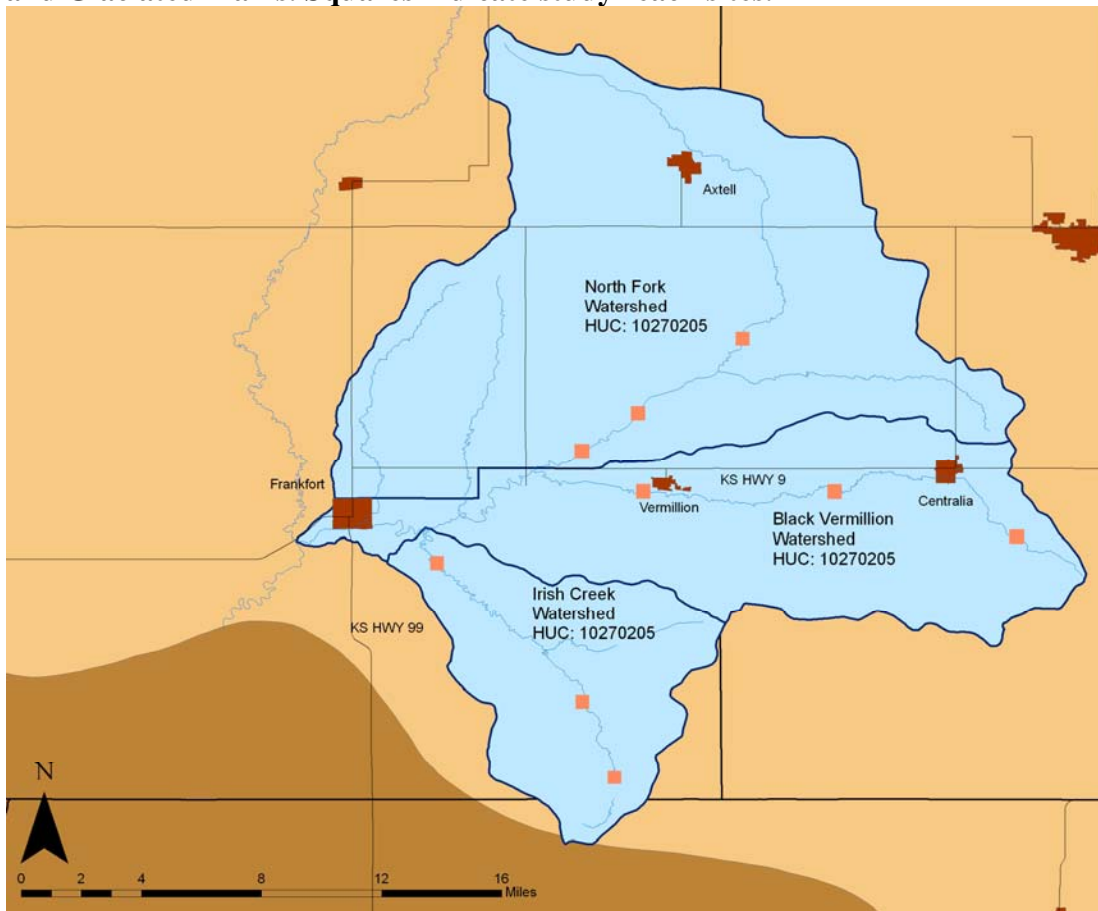 Axtell
North Fork
Watershed
HUC: 10270205
Frankfort
KS HWY 9
Vermillion
Centralia
Black Vermillion
Watershed
HUC: 10270205
Irish Creek
Watershed
HUC: 10270205
KS HWY 99
N
0 2 4 8 12 16
Miles